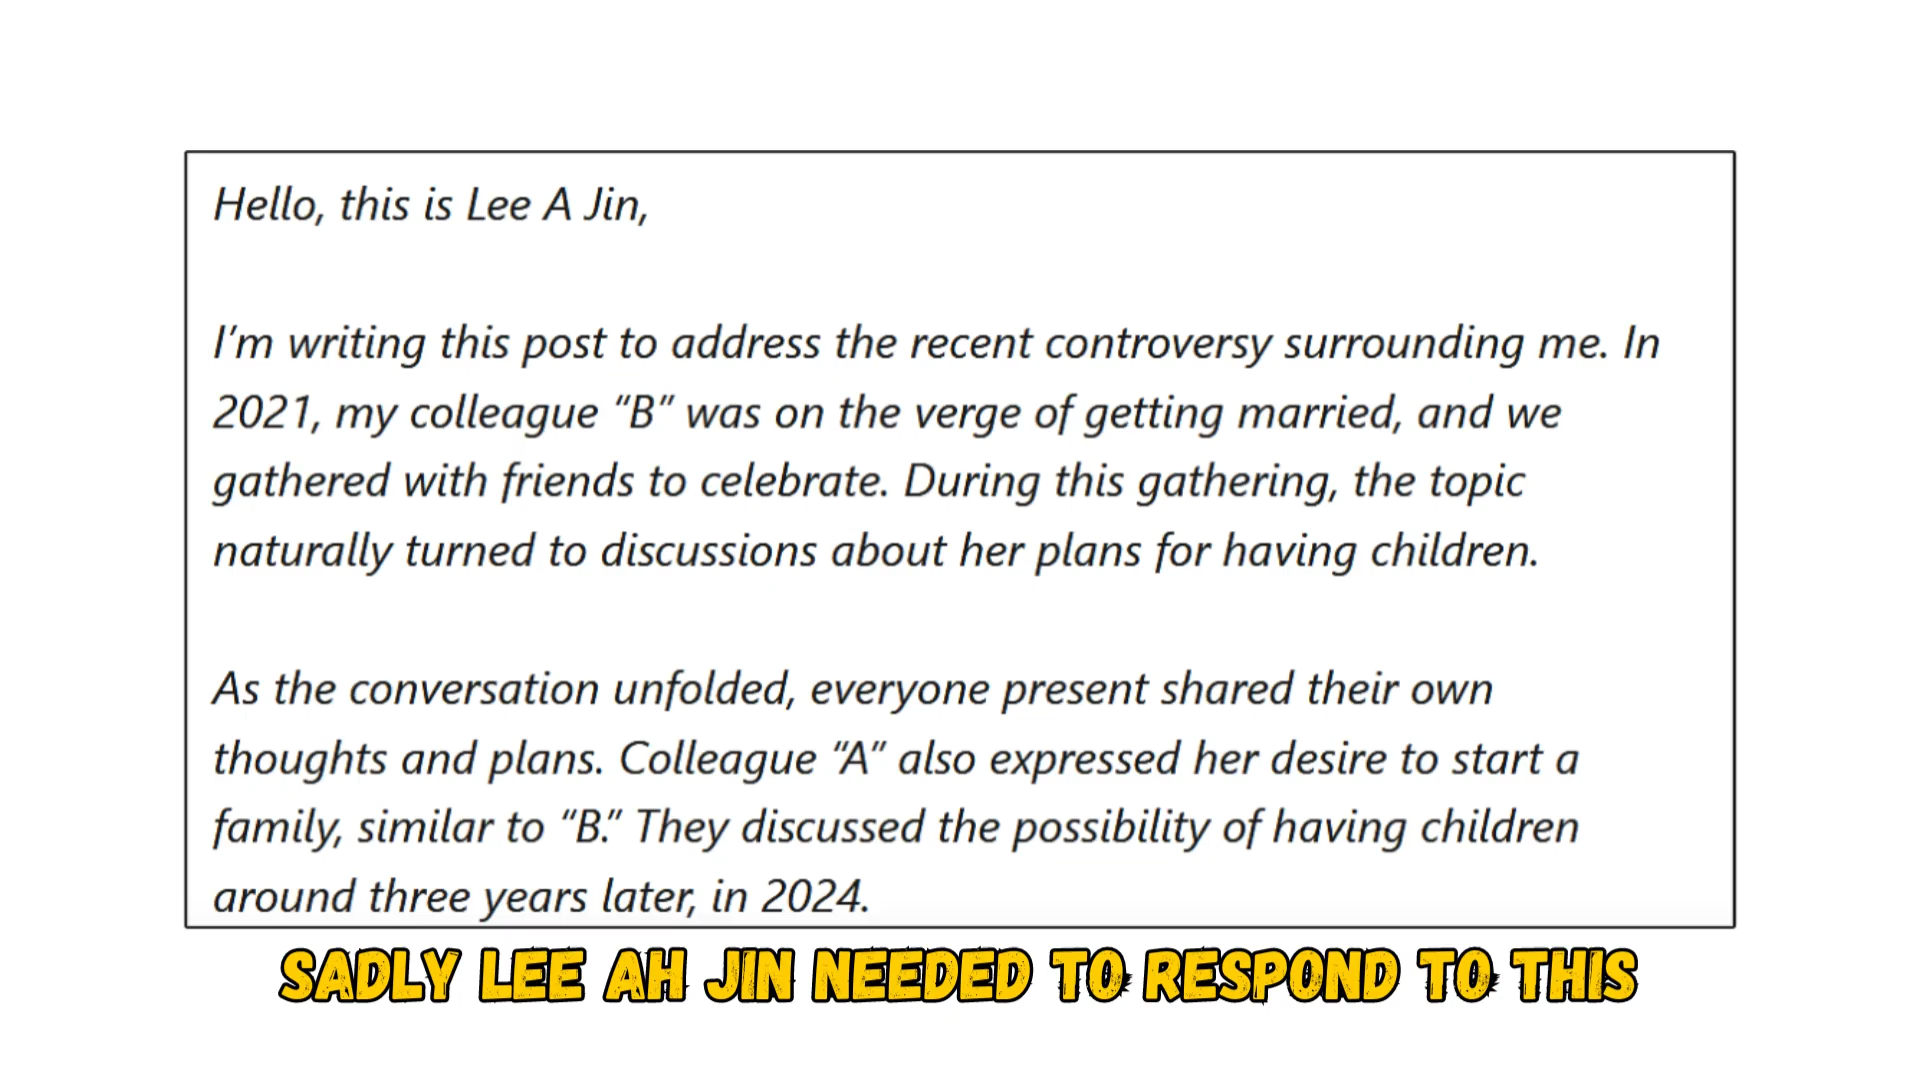 Hello, this is Lee A Jin,
I’m writing this post to address the recent controversy surrounding me. In
2021, my colleague “B” was on the verge of getting married, and we
gathered with friends to celebrate. During this gathering, the topic
naturally turned to discussions about her plans for having children.
As the conversation unfolded, everyone present shared their own
thoughts and plans. Colleague “A” also expressed her desire to start a
family, similar to “B.” They discussed the possibility of having children
around three years later, in 2024.
SADLY LEE AH JIN NEEDED TO RESPOND TO THIS